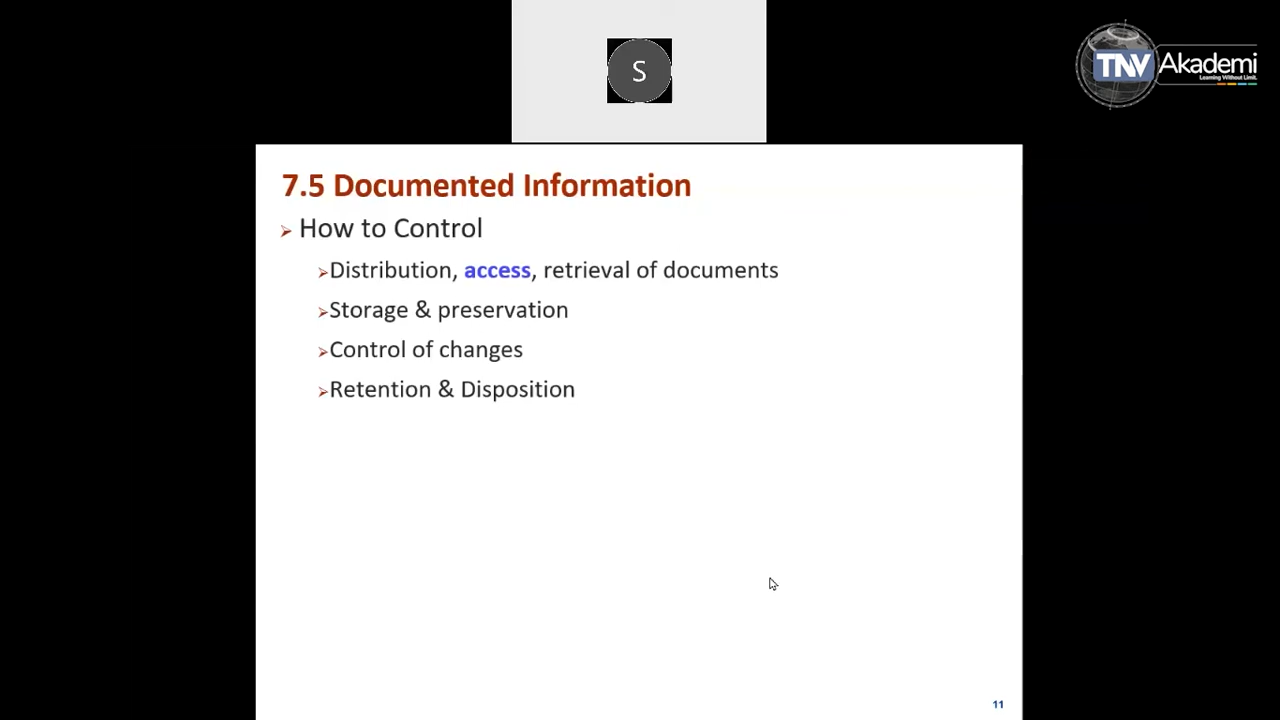 S
TNV Akademi
Learning Without Limit.
7.5 Documented Information
How to Control
Distribution, access, retrieval of documents
Storage & preservation
Control of changes
Retention & Disposition
11